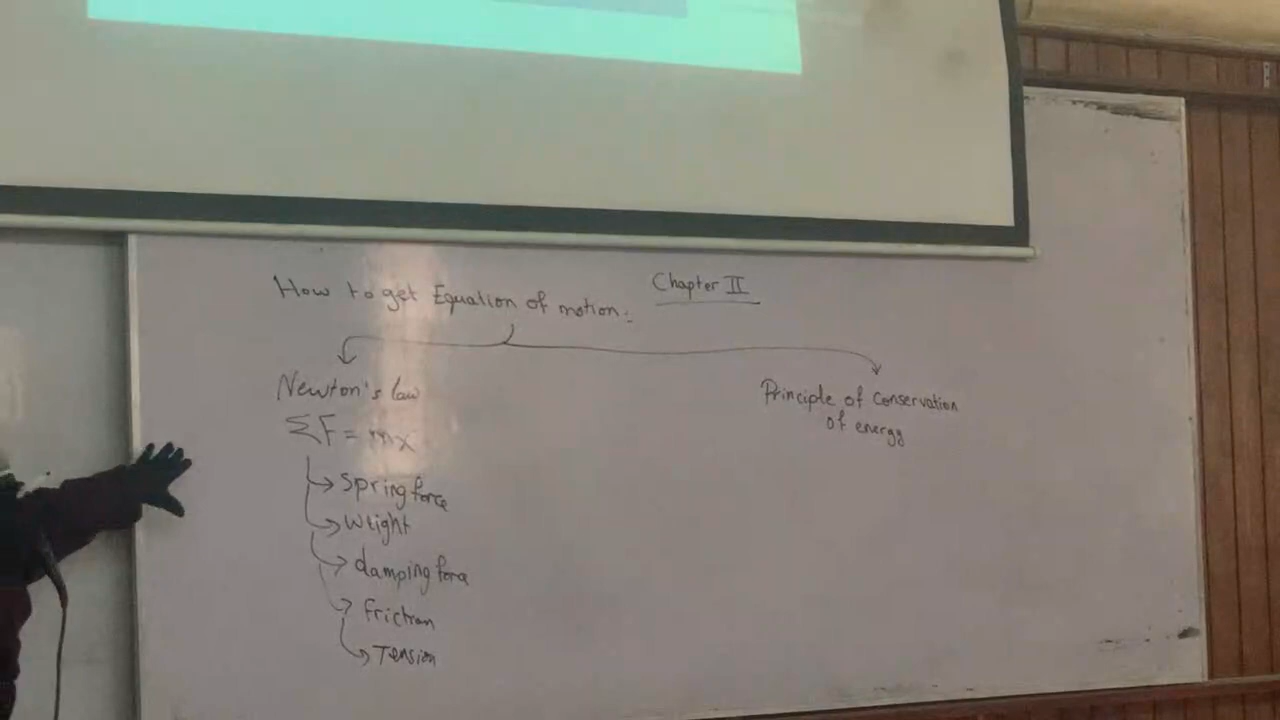 Chapter II
How to get Equation of motion:
Newton's law
ΣF = mx
Spring force
Weight
damping force
Friction
Tension
Principle of Conservation
of energy